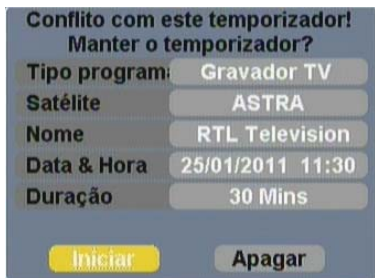 Conflito com este temporizador!
Manter o temporizador?
Tipo program: Gravador TV
Satélite ASTRA
Nome RTL Television
Data & Hora 25/01/2011 11:30
Duração 30 Mins
Iniciar Apagar